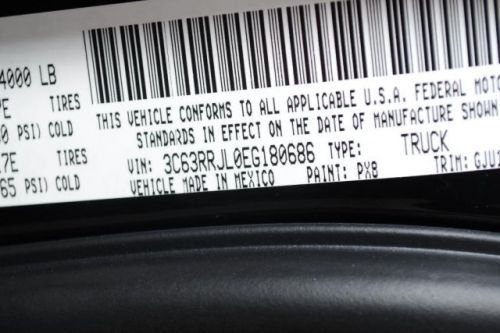 4000 LB
TIRES
PSI) COLD
THIS VEHICLE CONFORMS TO ALL APPLICABLE U.S.A. FEDERAL MOTO
STANDARDS IN EFFECT ON THE DATE OF MANUFACTURE SHOWN
7E TIRES
65 PSI) COLD
VIN: 3C63RRJL0EG180686 TYPE: TRUCK
VEHICLE MADE IN MEXICO PAINT: PX8 TRIM: GJU1